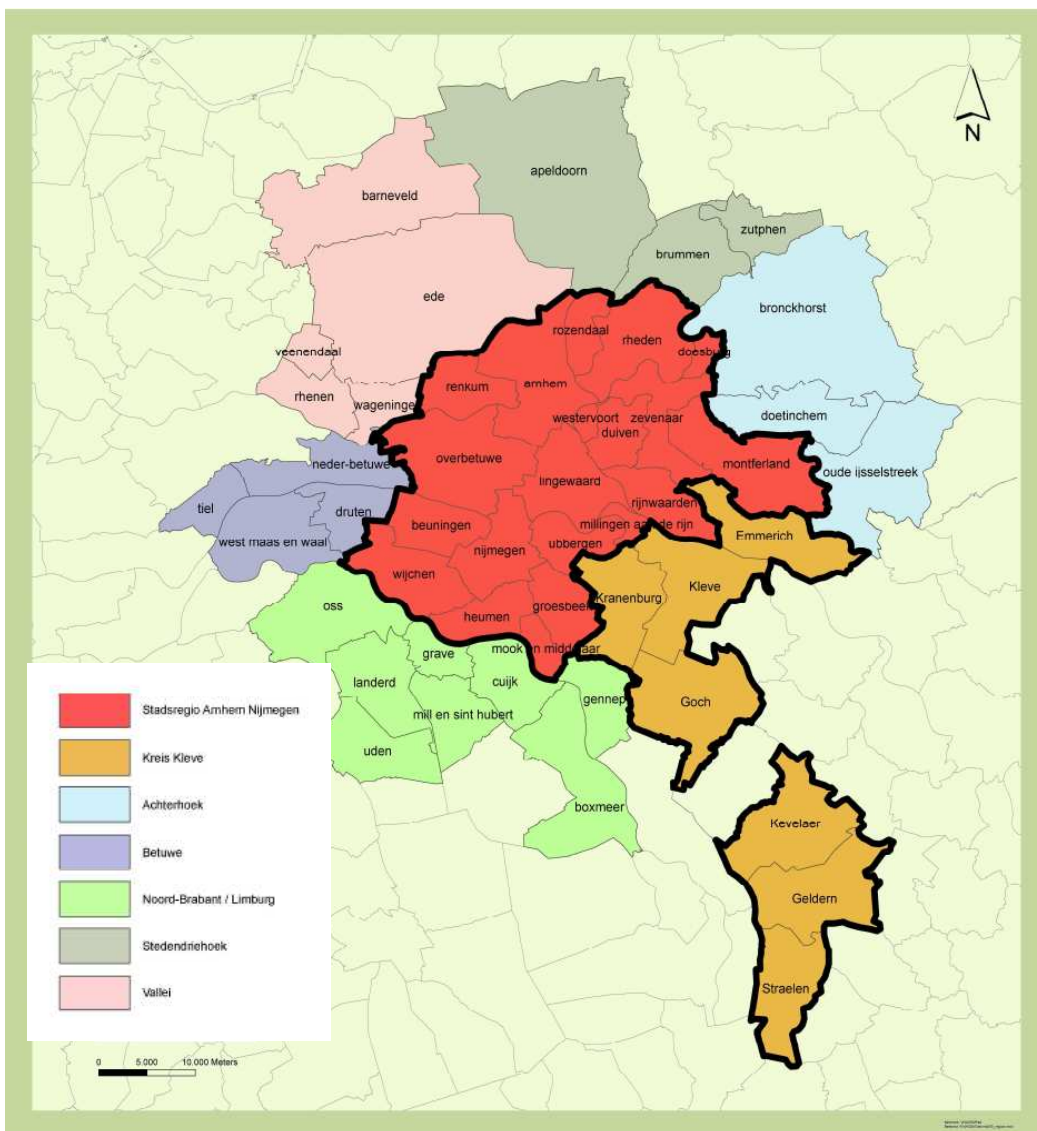 N
apeldoorn
barneveld
zutphen
brummen
ede
bronckhorst
rozendaal
rheden
doesburg
veenendaal
renkum
arnhem
rhenen
wageninge
westervoort
zevenaar
doetinchem
duiven
overbetuwe
neder-betuwe
montferland
oude ijsselstreek
lingewaard
tiel
druten
rijnwaarden
beuningen
millingen aan de rijn
Emmerich
west maas en waal
nijmegen
ubbergen
wijchen
Kleve
Kranenburg
oss
groesbeek
heumen
grave
mook en middelaar
landerd
cuijk
gennep
Goch
mill en sint hubert
uden
boxmeer
Kevelaer
Geldern
Straelen
Stadsregio Arnhem Nijmegen
Kreis Kleve
Achterhoek
Betuwe
Noord-Brabant / Limburg
Stedendriehoek
Vallei
0 5.000 10.000 Meters